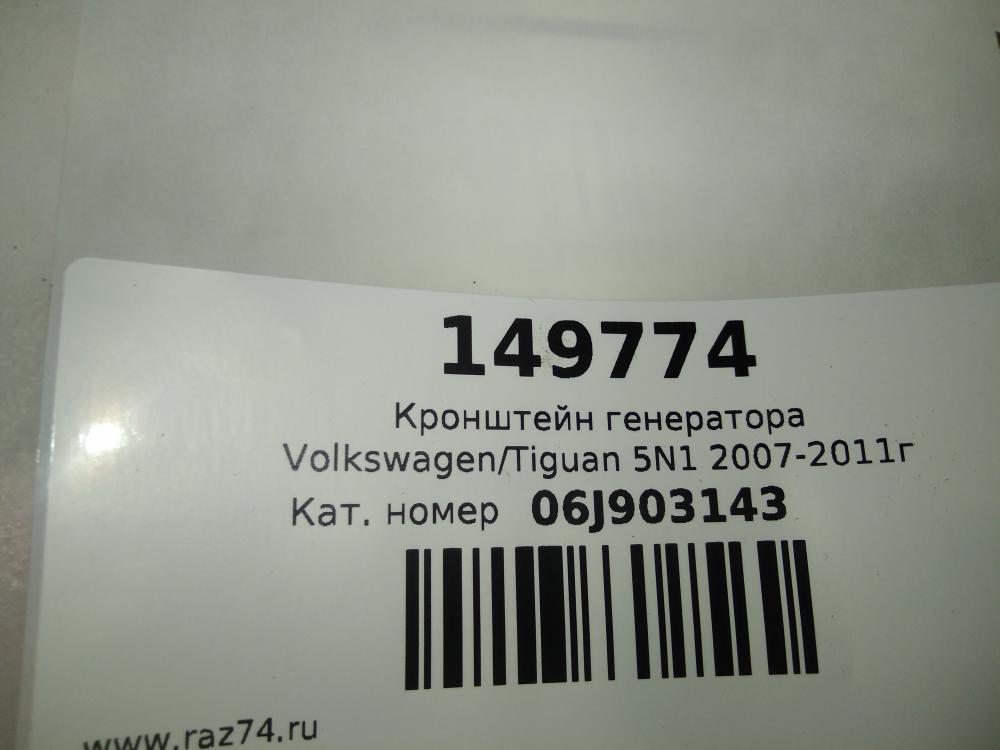 149774
Кронштейн генератора
Volkswagen/Tiguan 5N1 2007-2011г
Кат. номер 06J903143
www.raz74.ru